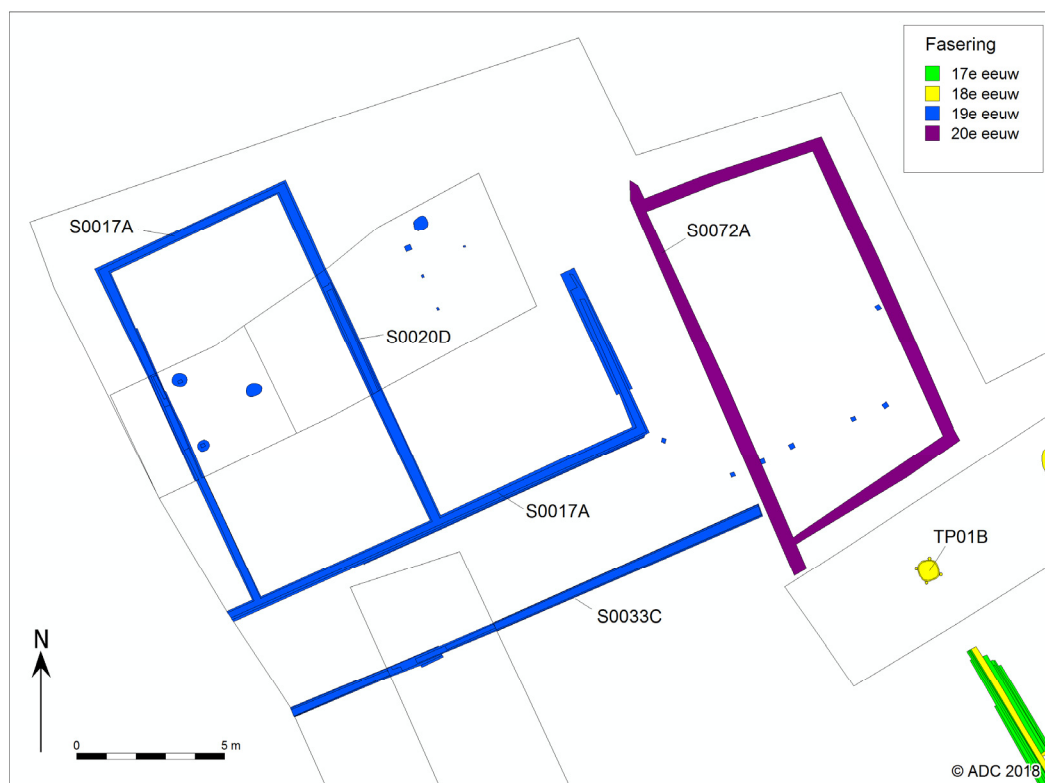 Fasering
17e eeuw
18e eeuw
19e eeuw
20e eeuw
S0017A
S0072A
S0020D
S0017A
TP01B
S0033C
N
0
5 m
© ADC 2018